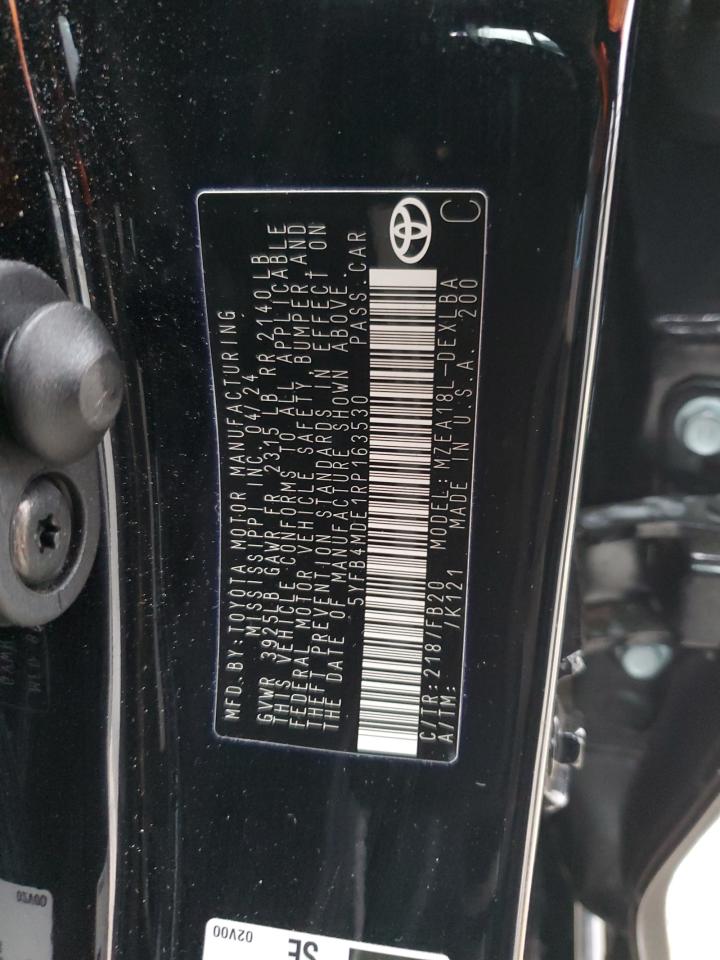 MFD. BY TOYOTA MOTOR MANUFACTURING
MISSISSIPPI INC. 04/24
GVWR 3925LB GAWR FR 2315 LB RR 2140 LB
THIS VEHICLE CONFORMS TO ALL APPLICABLE
FEDERAL MOTOR VEHICLE SAFETY BUMPER, AND
THEFT PREVENTION STANDARDS IN EFFECT ON
THE DATE OF MANUFACTURE SHOWN ABOVE.
5YFB4MDE1RP163530 PASS. CAR
C/TR: 218/FB20 MODEL: MZEA18L-DEXLBA
A/TM: /K121 MADE IN U.S.A. 200
C
02V00
SE